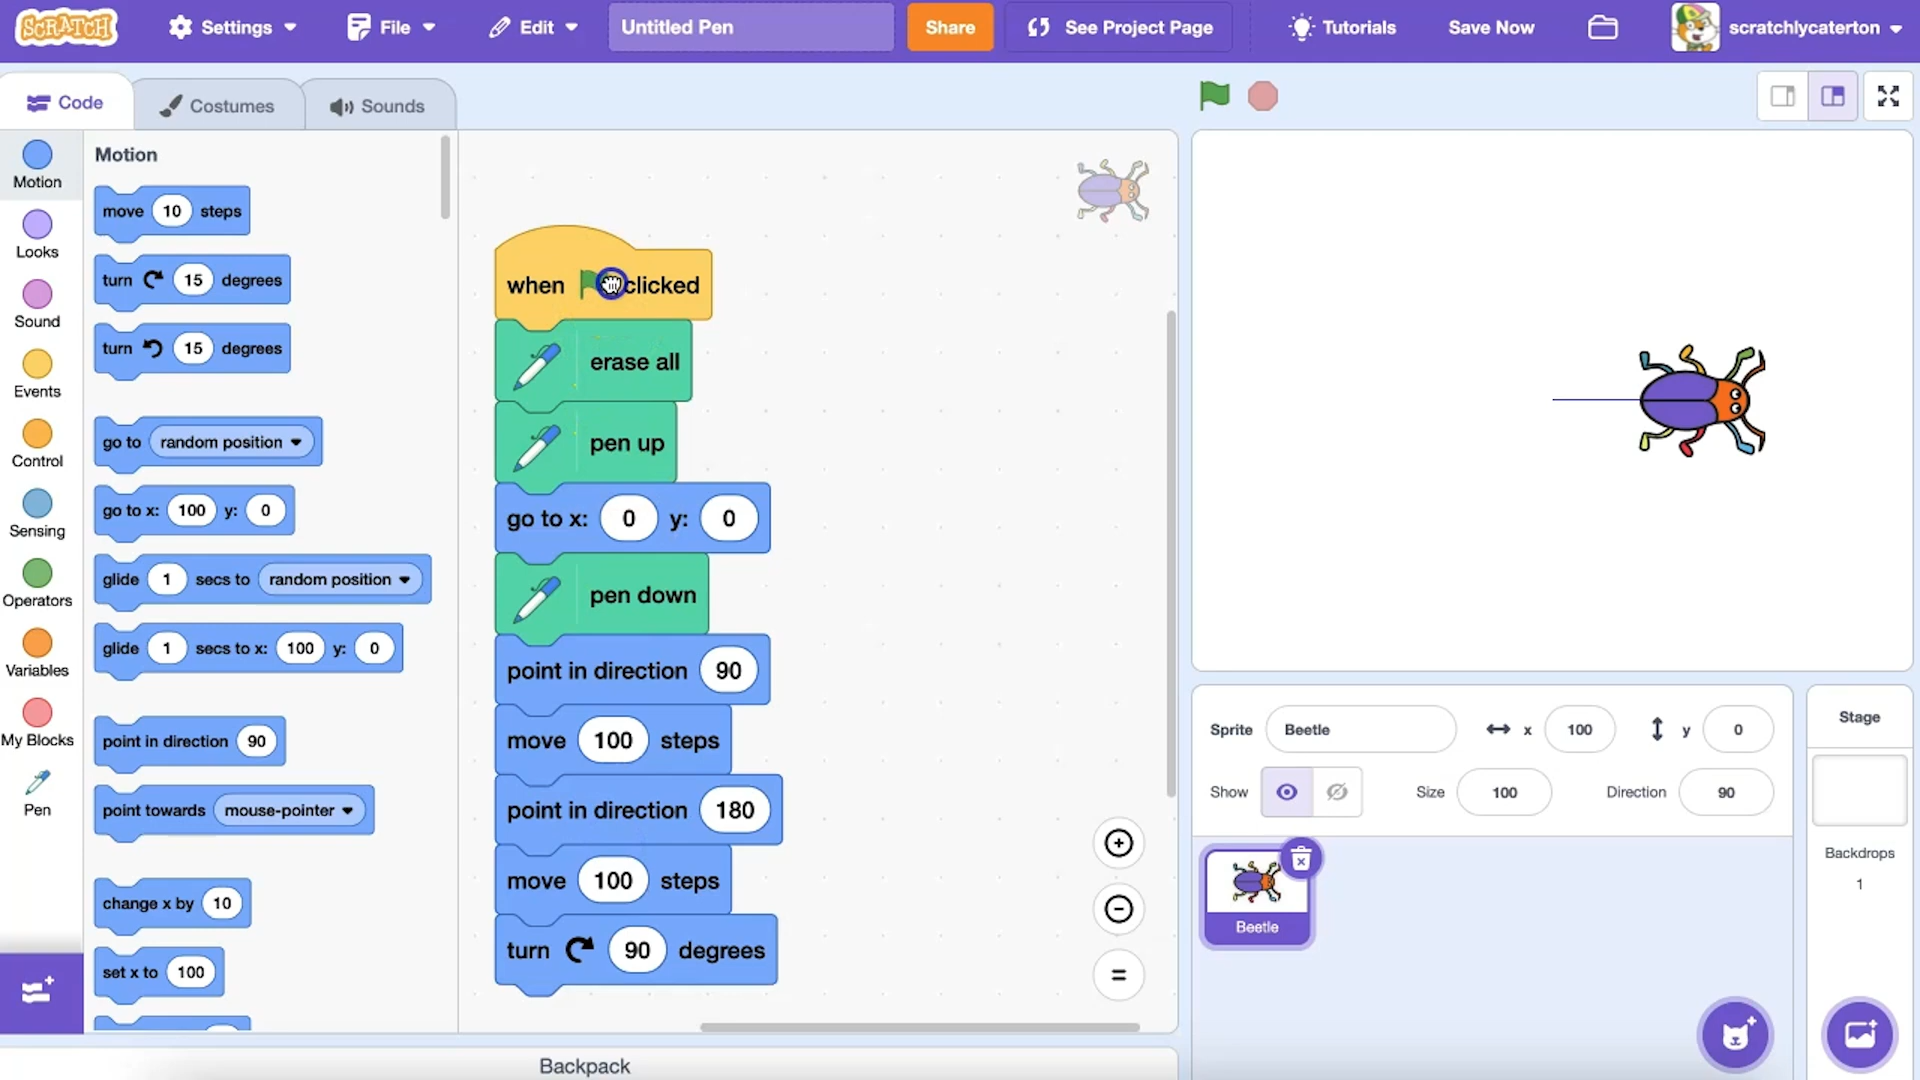 SCRATCH Settings File Edit Untitled Pen Share See Project Page Tutorials Save Now scratchlycaterton
Code Costumes Sounds
Motion
Looks
Sound
Events
Control
Sensing
Operators
Variables
My Blocks
Pen
Motion
move 10 steps
turn 15 degrees
turn 15 degrees
go to random position
go to x: 100 y: 0
glide 1 secs to random position
glide 1 secs to x: 100 y: 0
point in direction 90
point towards mouse-pointer
change x by 10
set x to 100
when clicked
erase all
pen up
go to x: 0 y: 0
pen down
point in direction 90
move 100 steps
point in direction 180
move 100 steps
turn 90 degrees
=
Backpack
Sprite Beetle x 100 y 0
Show Size 100 Direction 90
Beetle
Stage
Backdrops
1